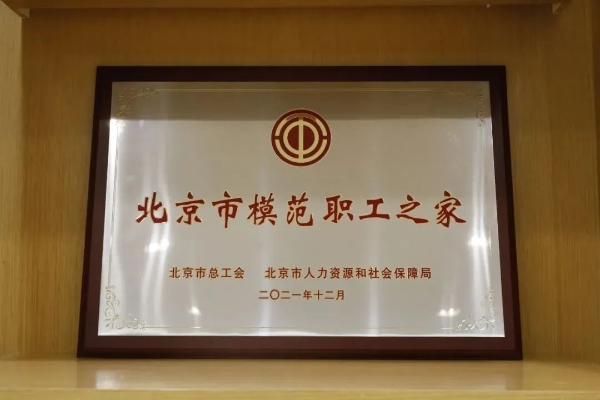 北京市模范职工之家
北京市总工会 北京市人力资源和社会保障局
二〇二一年十二月